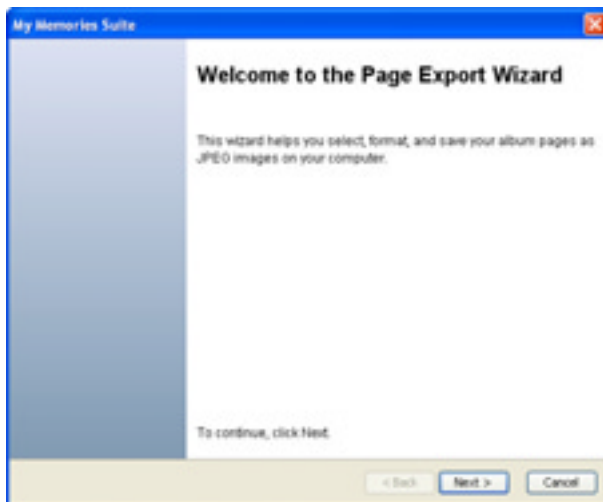 My Memories Suite
Welcome to the Page Export Wizard
This wizard helps you select, format, and save your album pages as
JPEG images on your computer.
To continue, click Next.
< Back
Next >
Cancel